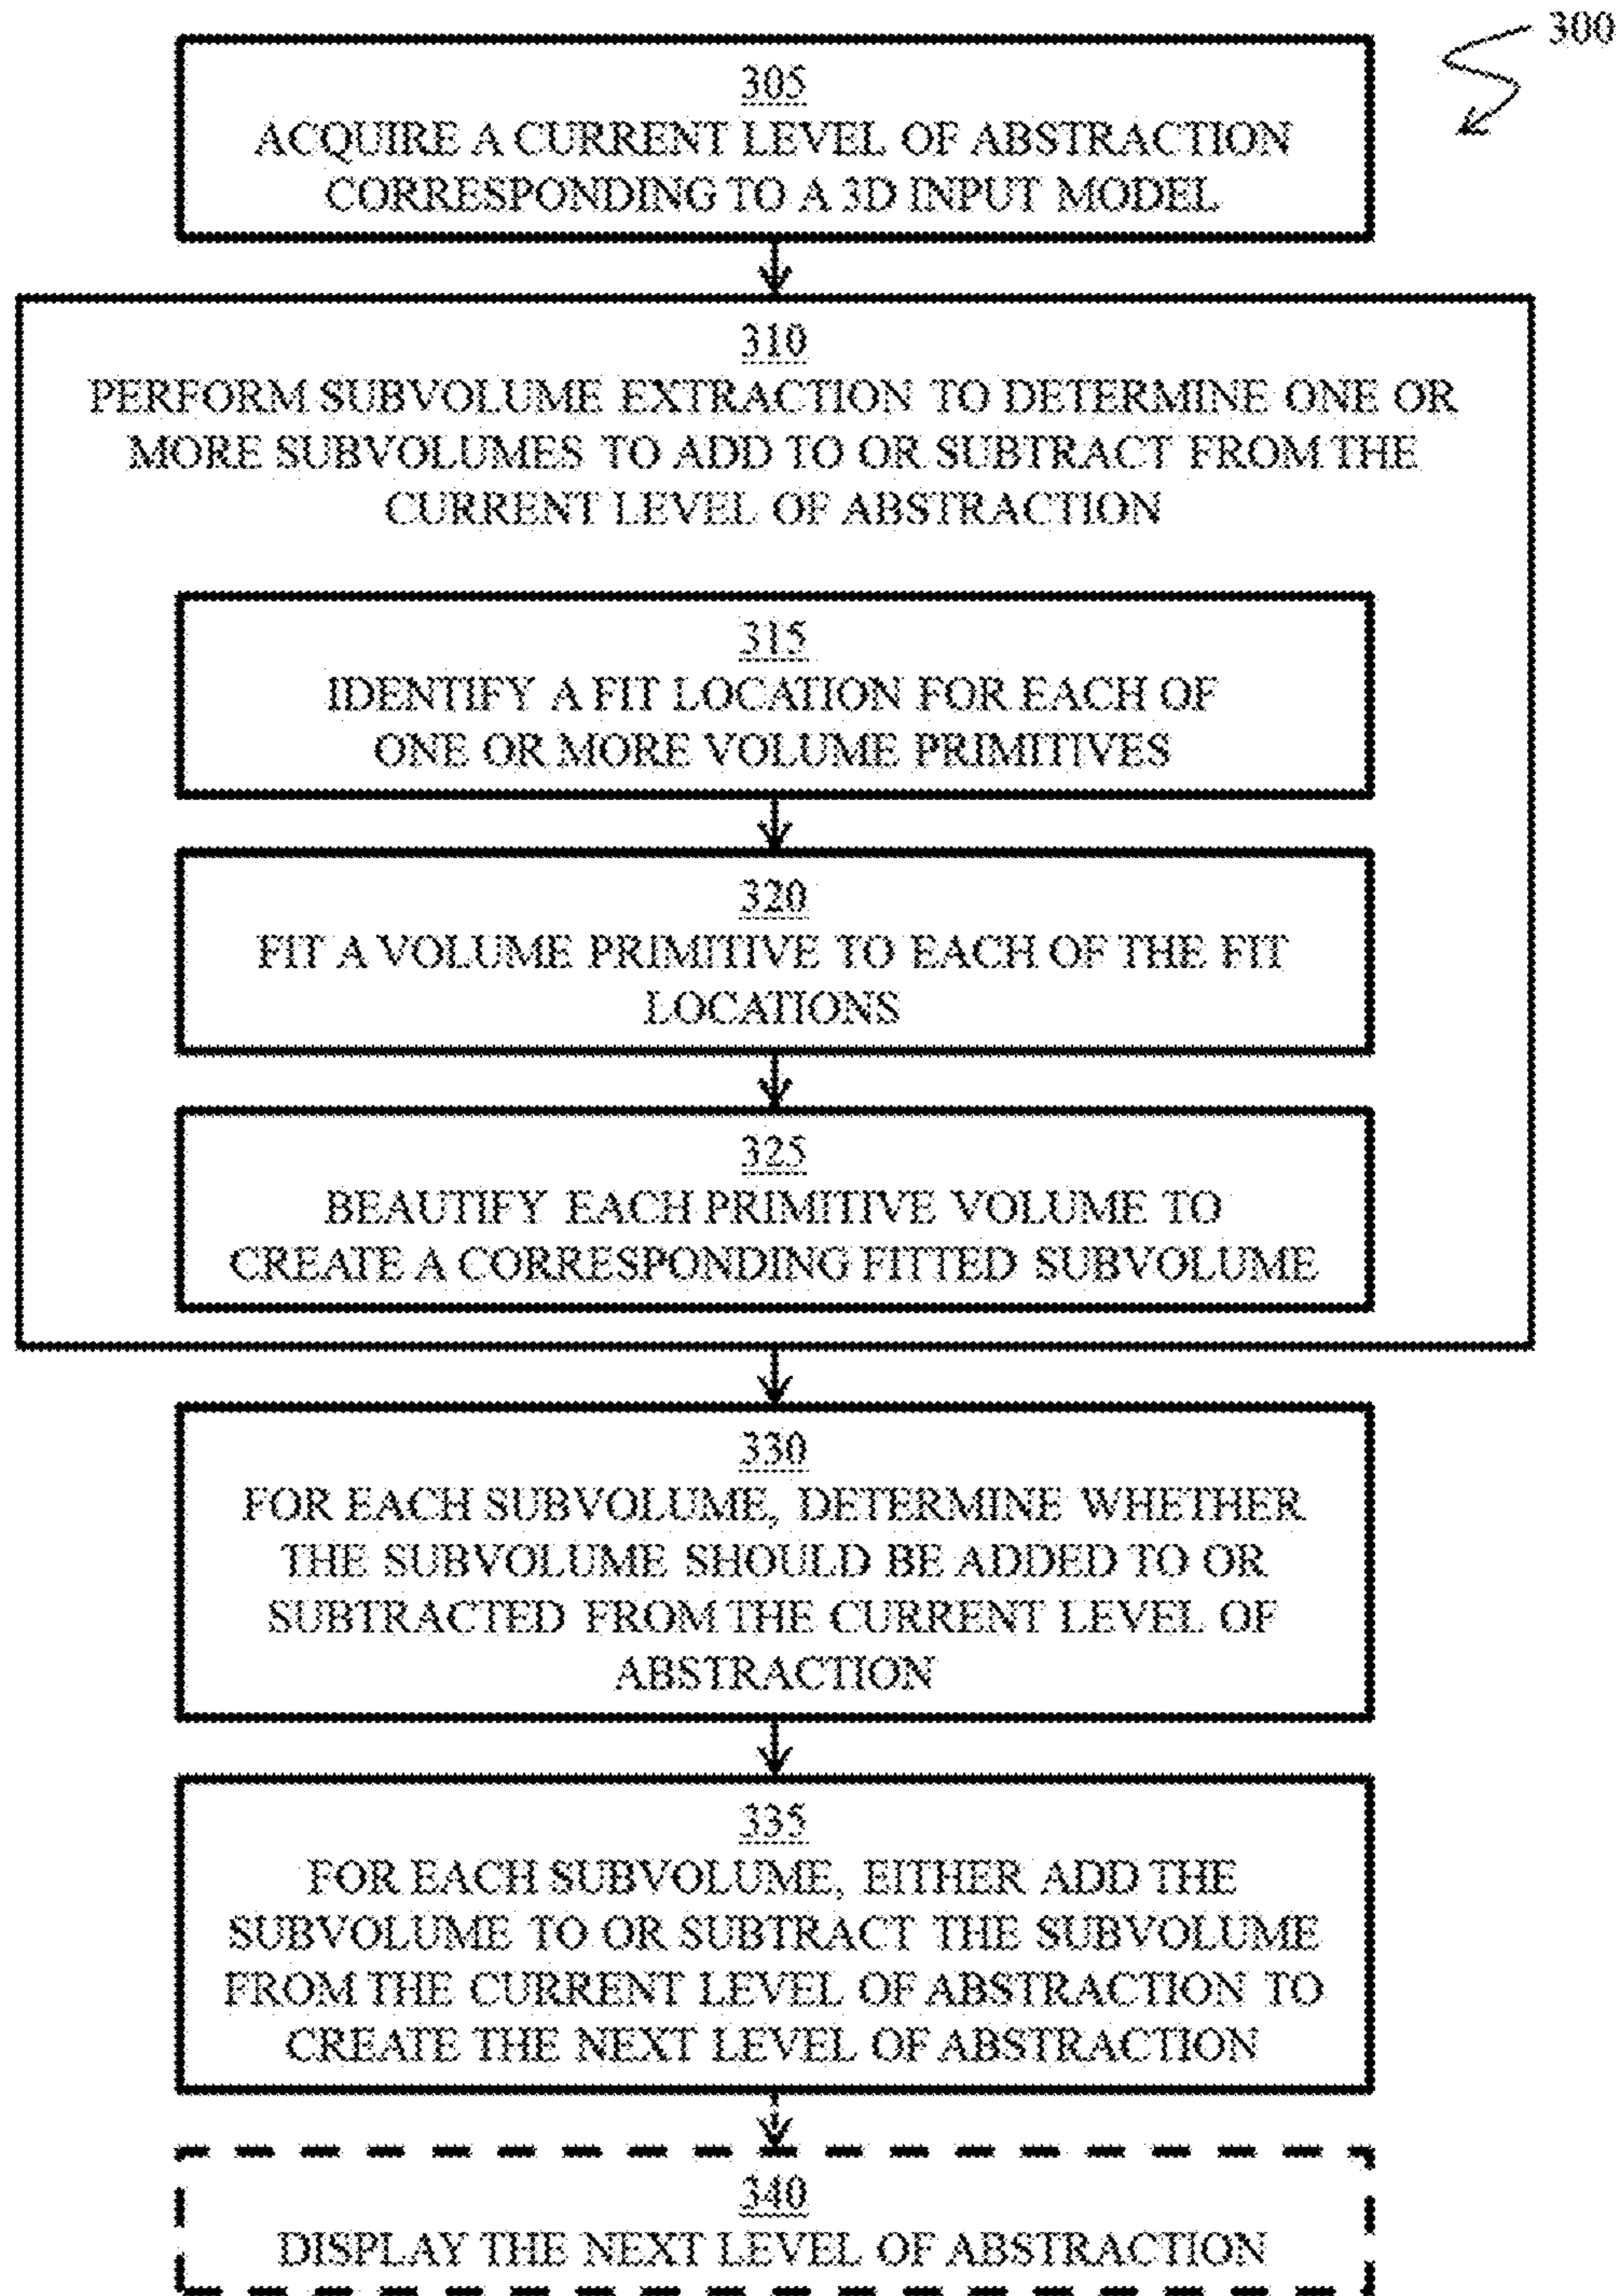 300
305
ACQUIRE A CURRENT LEVEL OF ABSTRACTION
CORRESPONDING TO A 3D INPUT MODEL
310
PERFORM SUBVOLUME EXTRACTION TO DETERMINE ONE OR
MORE SUBVOLUMES TO ADD TO OR SUBTRACT FROM THE
CURRENT LEVEL OF ABSTRACTION
315
IDENTIFY A FIT LOCATION FOR EACH OF
ONE OR MORE VOLUME PRIMITIVES
320
FIT A VOLUME PRIMITIVE TO EACH OF THE FIT
LOCATIONS
325
BEAUTIFY EACH PRIMITIVE VOLUME TO
CREATE A CORRESPONDING FITTED SUBVOLUME
330
FOR EACH SUBVOLUME, DETERMINE WHETHER
THE SUBVOLUME SHOULD BE ADDED TO OR
SUBTRACTED FROM THE CURRENT LEVEL OF
ABSTRACTION
335
FOR EACH SUBVOLUME, EITHER ADD THE
SUBVOLUME TO OR SUBTRACT THE SUBVOLUME
FROM THE CURRENT LEVEL OF ABSTRACTION TO
CREATE THE NEXT LEVEL OF ABSTRACTION
340
DISPLAY THE NEXT LEVEL OF ABSTRACTION